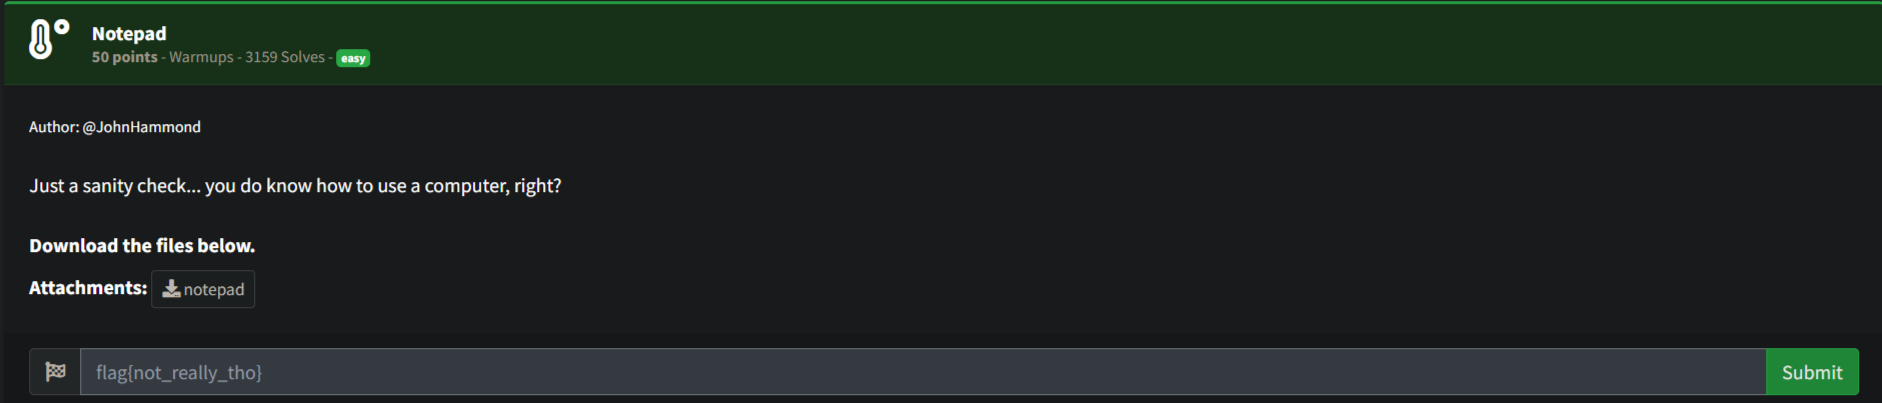 Notepad
50 points - Warmups - 3159 Solves - easy
Author: @JohnHammond
Just a sanity check... you do know how to use a computer, right?
Download the files below.
Attachments: notepad
flag{not_really_tho} Submit